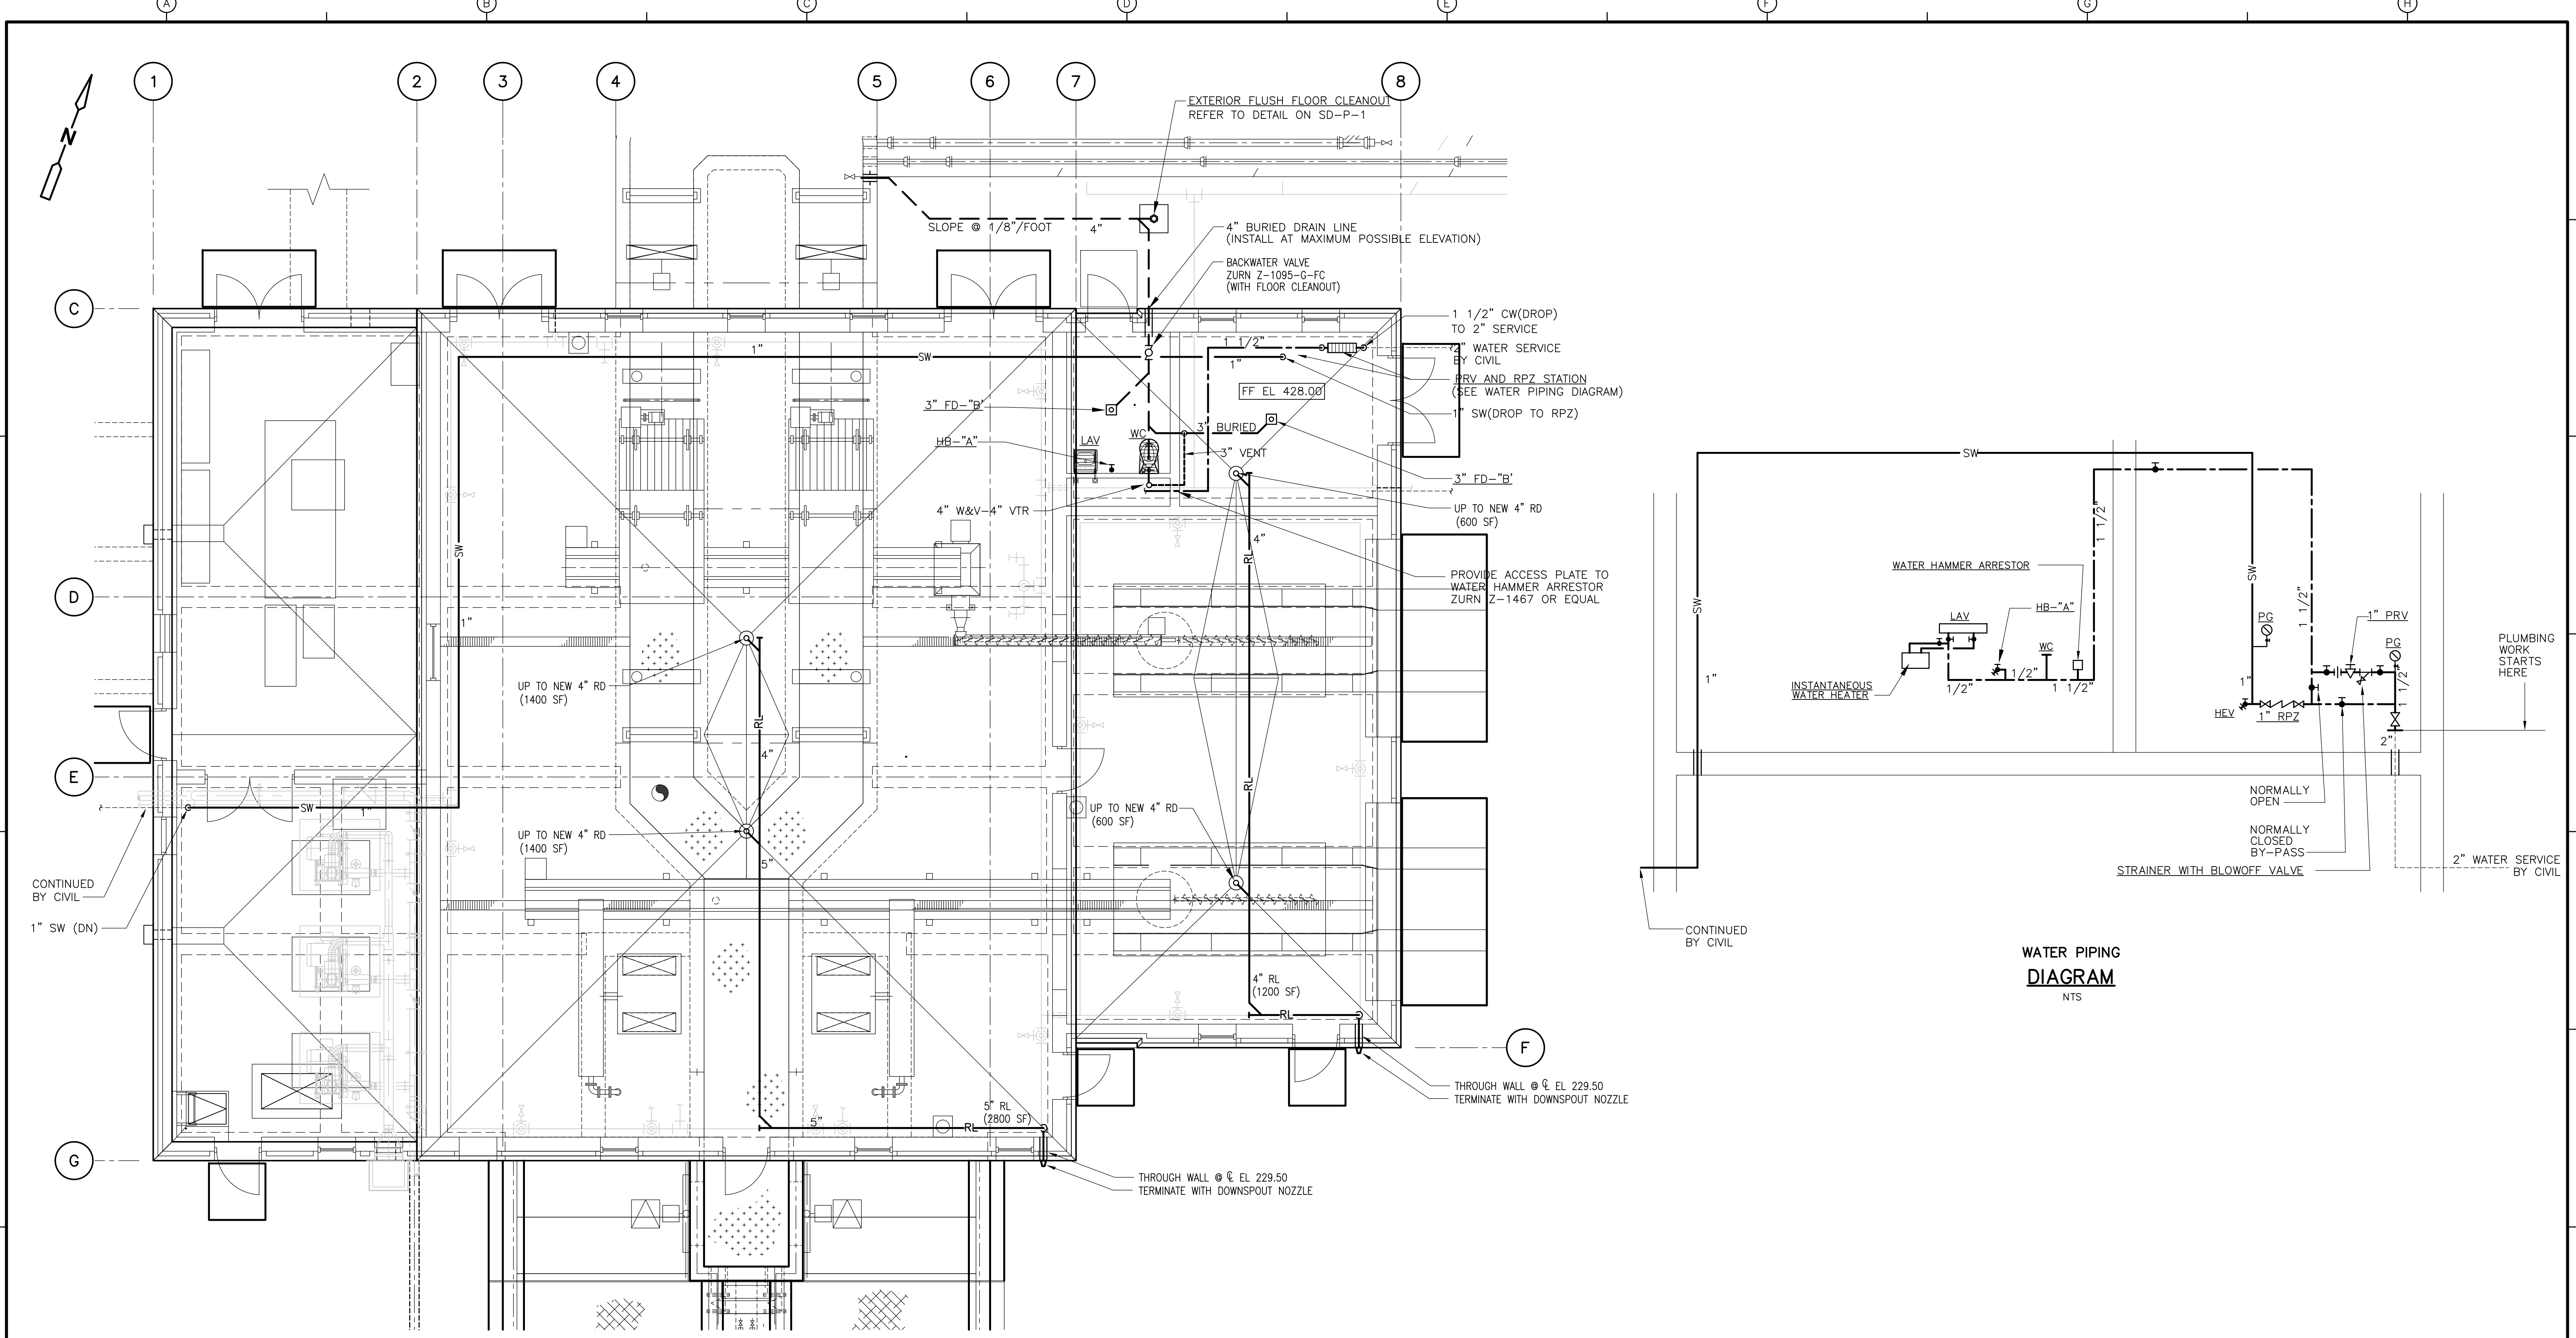 A B C D E F G H
1 2 3 4 5 6 7 8
N
EXTERIOR FLUSH FLOOR CLEANOUT
REFER TO DETAIL ON SD-P-1
SLOPE @ 1/8"/FOOT
4"
4" BURIED DRAIN LINE
(INSTALL AT MAXIMUM POSSIBLE ELEVATION)
BACKWATER VALVE
ZURN Z-1095-G-FC
(WITH FLOOR CLEANOUT)
C
1 1/2" CW(DROP)
TO 2" SERVICE
2" WATER SERVICE
BY CIVIL
PRV AND RPZ STATION
(SEE WATER PIPING DIAGRAM)
1" SW(DROP TO RPZ)
1"
SW
1 1/2"
1"
FF EL 428.00
3" FD-"B'
HB-"A"
LAV
WC
3" BURIED
3" VENT
3" FD-"B'
4" W&V-4" VTR
UP TO NEW 4" RD
(600 SF)
SW
4"
RL
PROVIDE ACCESS PLATE TO
WATER HAMMER ARRESTOR
ZURN Z-1467 OR EQUAL
D
1"
UP TO NEW 4" RD
(1400 SF)
RL
4"
E
SW
1"
RL
UP TO NEW 4" RD
(600 SF)
UP TO NEW 4" RD
(1400 SF)
5"
CONTINUED
BY CIVIL
1" SW (DN)
4" RL
(1200 SF)
RL
F
THROUGH WALL @ ℄ EL 229.50
TERMINATE WITH DOWNSPOUT NOZZLE
5" RL
(2800 SF)
5"
RL
G
THROUGH WALL @ ℄ EL 229.50
TERMINATE WITH DOWNSPOUT NOZZLE
SW
1 1/2"
SW
SW
WATER HAMMER ARRESTOR
LAV
HB-"A"
WC
PG
1 1/2"
1" PRV
PG
PLUMBING
WORK
STARTS
HERE
1"
INSTANTANEOUS
WATER HEATER
1/2"
1/2"
1 1/2"
1"
1 1/2"
HEV
1" RPZ
2"
NORMALLY
OPEN
NORMALLY
CLOSED
BY-PASS
2" WATER SERVICE
BY CIVIL
STRAINER WITH BLOWOFF VALVE
CONTINUED
BY CIVIL
WATER PIPING
DIAGRAM
NTS